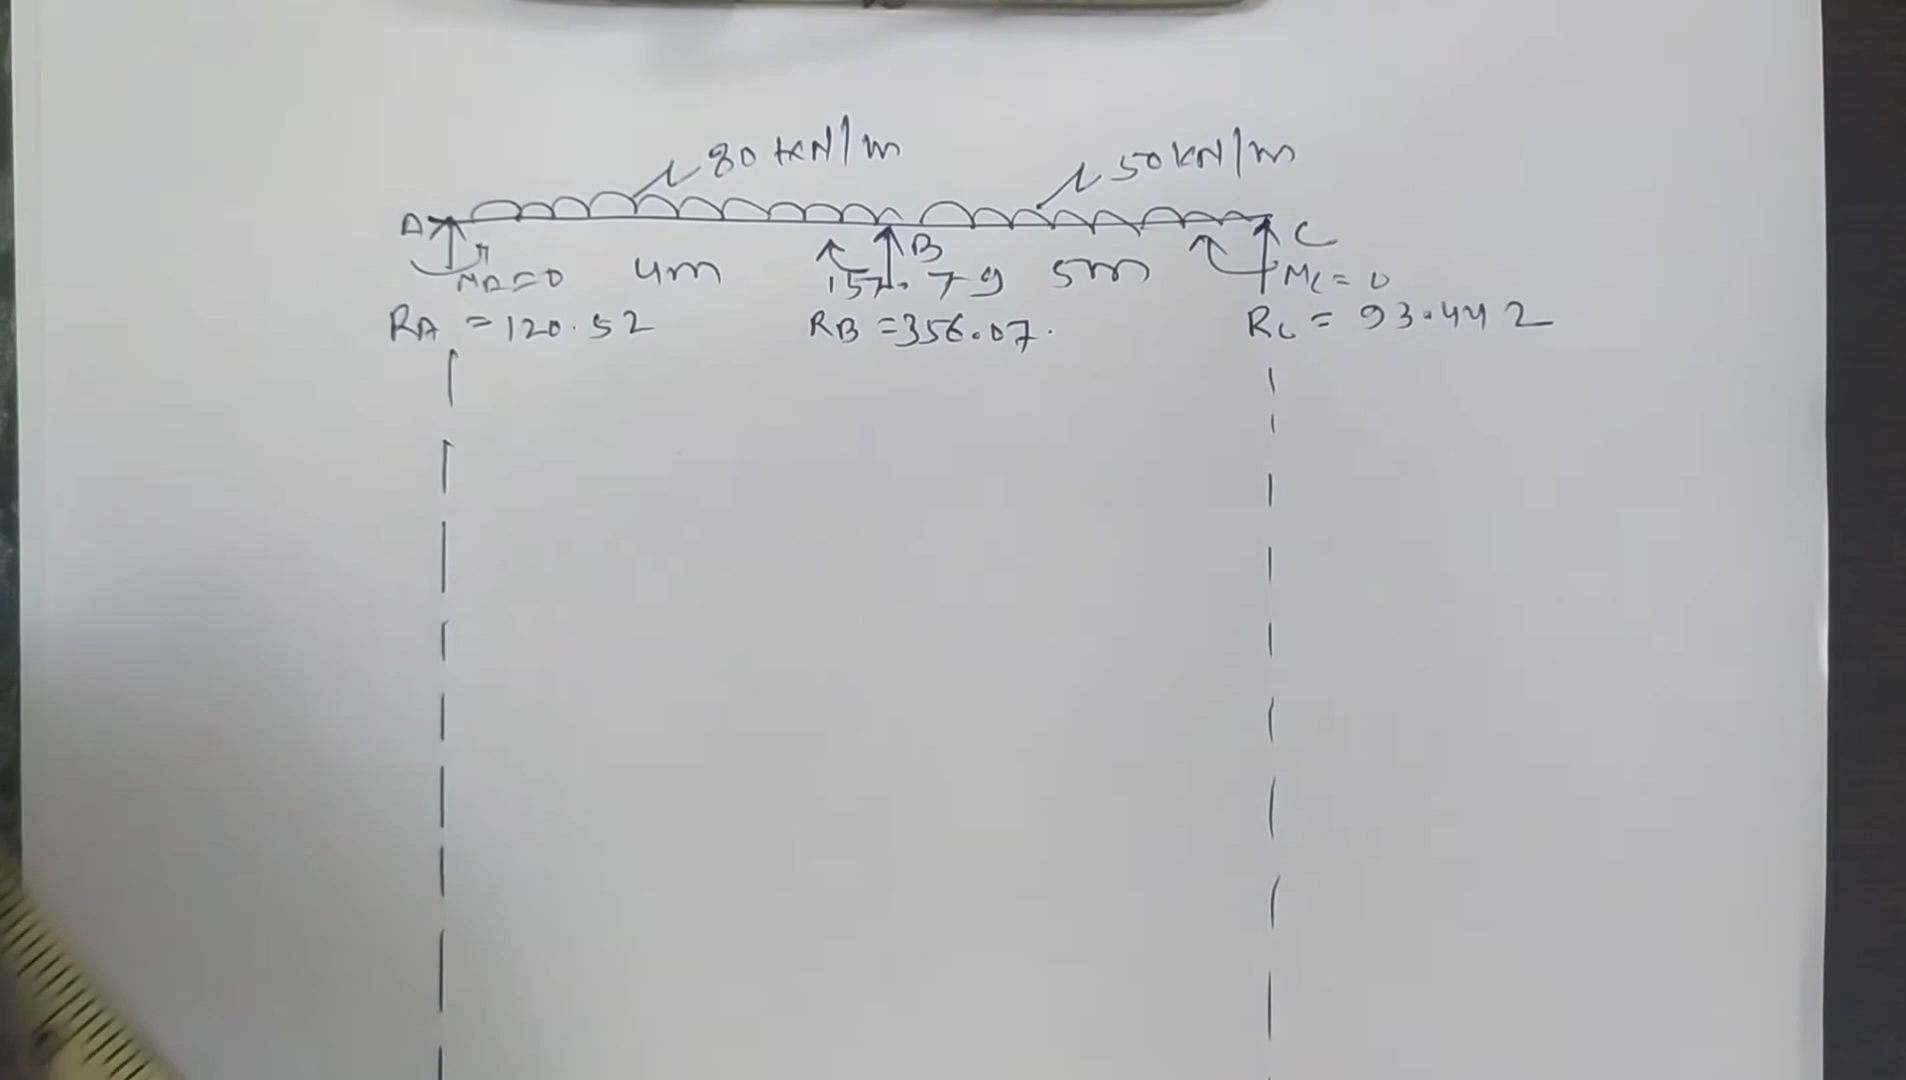 80 kN/m 50 kN/m
A B C
MA=0 4m 157.79 5m MC= 0
RA = 120.52 RB =356.07. RC = 93.442